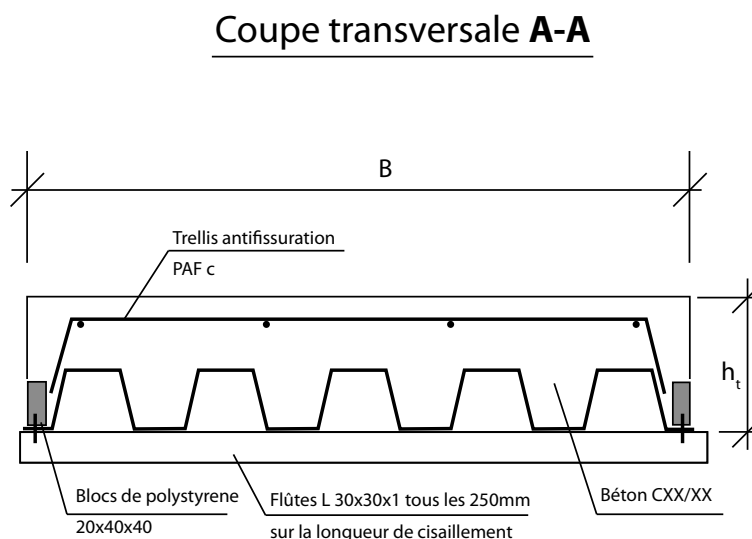 Coupe transversale A-A
B
Trellis antifissuration
PAF c
h_t
Blocs de polystyrene
20x40x40
Flûtes L 30x30x1 tous les 250mm
sur la longueur de cisaillement
Béton CXX/XX